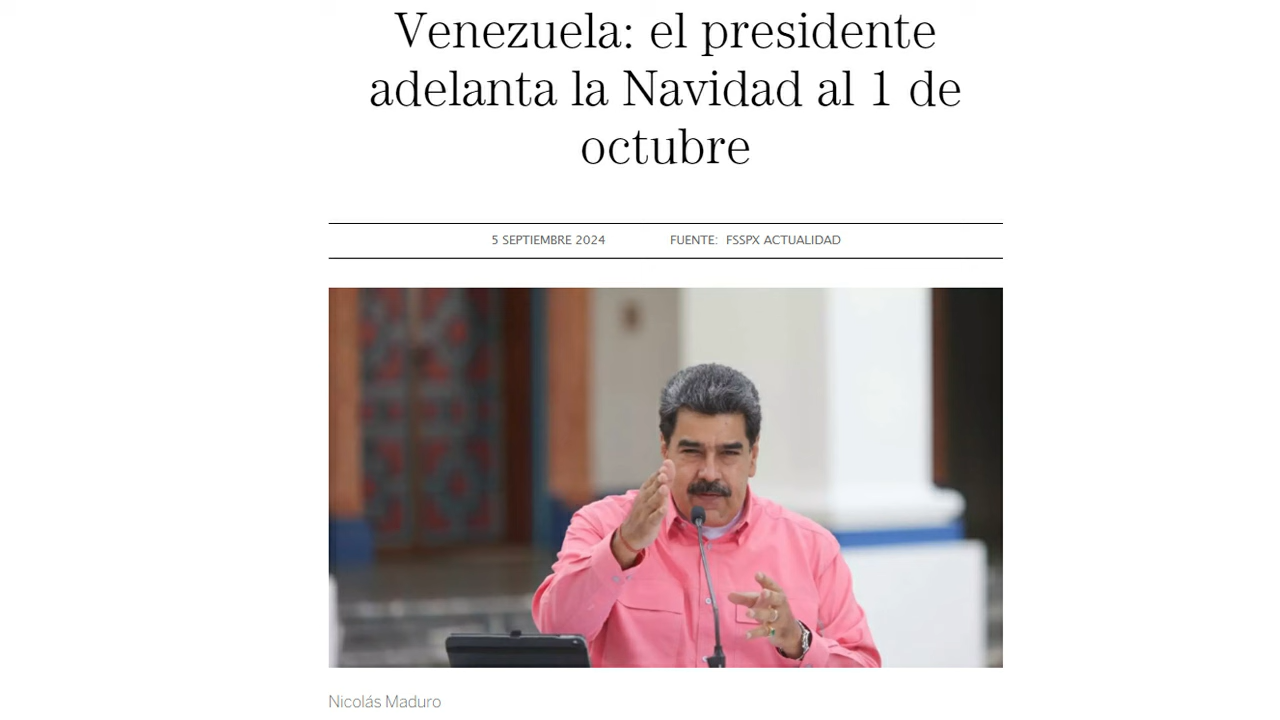 Venezuela: el presidente
adelanta la Navidad al 1 de
octubre
5 SEPTIEMBRE 2024 FUENTE: FSSPX ACTUALIDAD
Nicolás Maduro